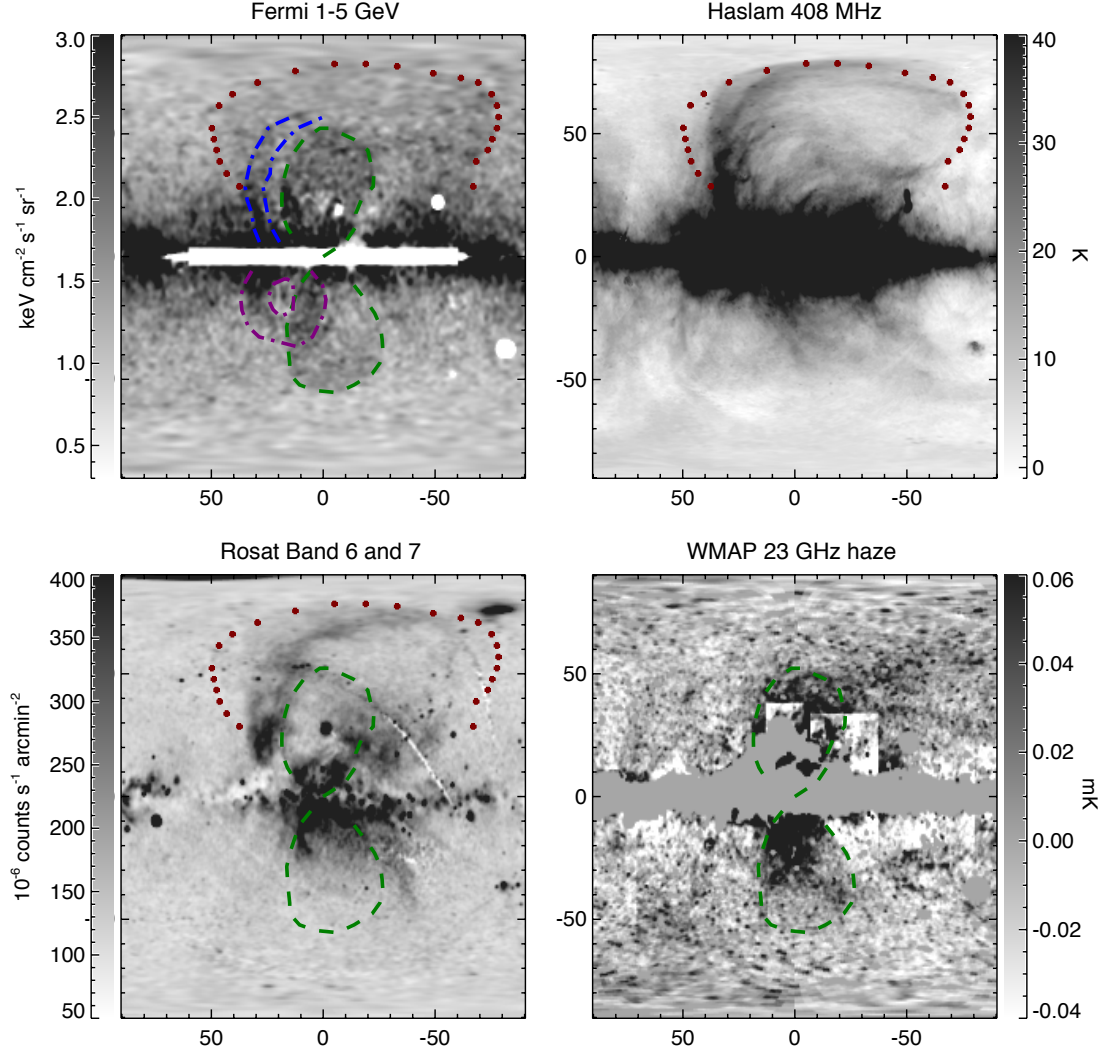 Fermi 1-5 GeV
3.0
2.5
2.0
1.5
1.0
0.5
keV cm-2 s-1 sr-1
50 0 -50
Haslam 408 MHz
50
0
-50
50 0 -50
40
30
20
10
0
K
Rosat Band 6 and 7
400
350
300
250
200
150
100
50
10-6 counts s-1 arcmin-2
50 0 -50
WMAP 23 GHz haze
50
0
-50
50 0 -50
0.06
0.04
0.02
0.00
-0.02
-0.04
mK